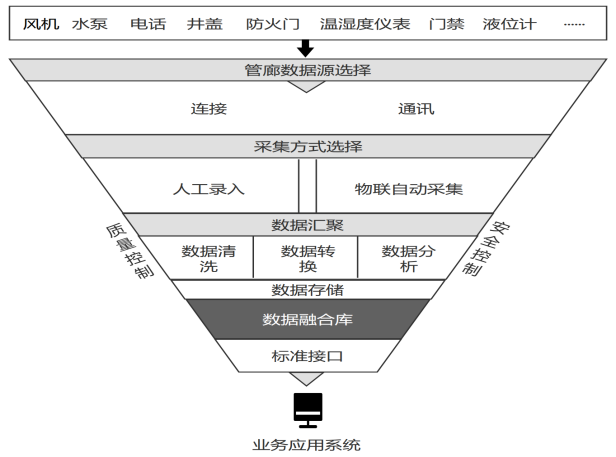 风机 水泵 电话 井盖 防火门 温湿度仪表 门禁 液位计 ......
管廊数据源选择
连接 通讯
采集方式选择
人工录入 物联自动采集
数据汇聚
质量控制
安全控制
数据清洗
数据转换
数据分析
数据存储
数据融合库
标准接口
业务应用系统